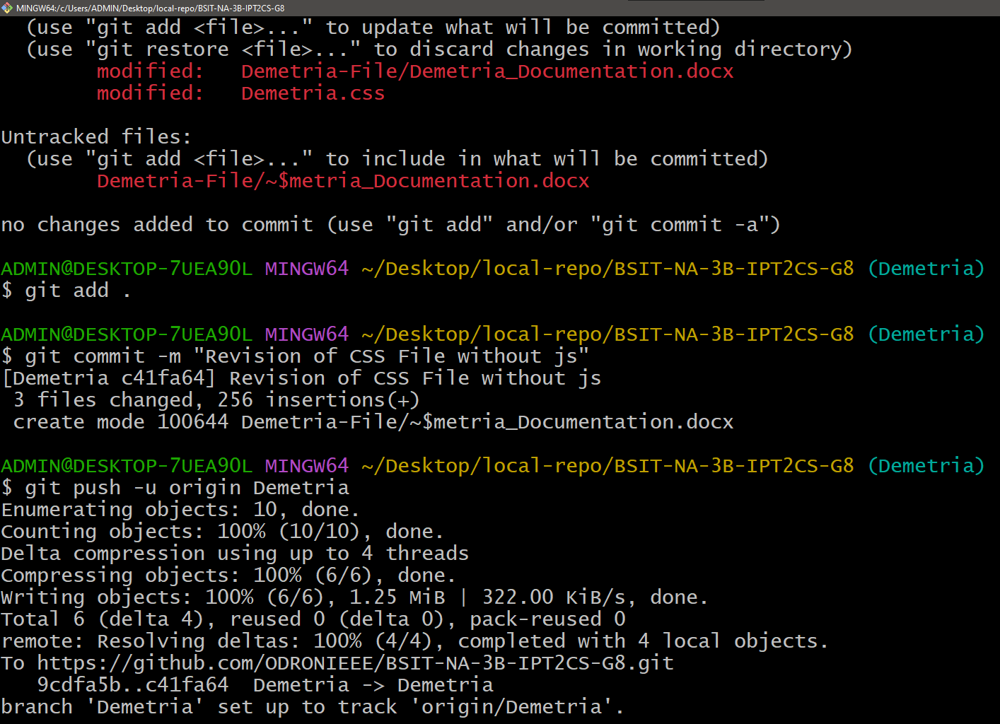 MINGW64:/c/Users/ADMIN/Desktop/local-repo/BSIT-NA-3B-IPT2CS-G8
  (use "git add <file>..." to update what will be committed)
  (use "git restore <file>..." to discard changes in working directory)
        modified:   Demetria-File/Demetria_Documentation.docx
        modified:   Demetria.css

Untracked files:
  (use "git add <file>..." to include in what will be committed)
        Demetria-File/~$metria_Documentation.docx

no changes added to commit (use "git add" and/or "git commit -a")

ADMIN@DESKTOP-7UEA9OL MINGW64 ~/Desktop/local-repo/BSIT-NA-3B-IPT2CS-G8 (Demetria)
$ git add .

ADMIN@DESKTOP-7UEA9OL MINGW64 ~/Desktop/local-repo/BSIT-NA-3B-IPT2CS-G8 (Demetria)
$ git commit -m "Revision of CSS File without js"
[Demetria c41fa64] Revision of CSS File without js
 3 files changed, 256 insertions(+)
 create mode 100644 Demetria-File/~$metria_Documentation.docx

ADMIN@DESKTOP-7UEA9OL MINGW64 ~/Desktop/local-repo/BSIT-NA-3B-IPT2CS-G8 (Demetria)
$ git push -u origin Demetria
Enumerating objects: 10, done.
Counting objects: 100% (10/10), done.
Delta compression using up to 4 threads
Compressing objects: 100% (6/6), done.
Writing objects: 100% (6/6), 1.25 MiB | 322.00 KiB/s, done.
Total 6 (delta 4), reused 0 (delta 0), pack-reused 0
remote: Resolving deltas: 100% (4/4), completed with 4 local objects.
To https://github.com/ODRONIEEE/BSIT-NA-3B-IPT2CS-G8.git
   9cdfa5b..c41fa64  Demetria -> Demetria
branch 'Demetria' set up to track 'origin/Demetria'.